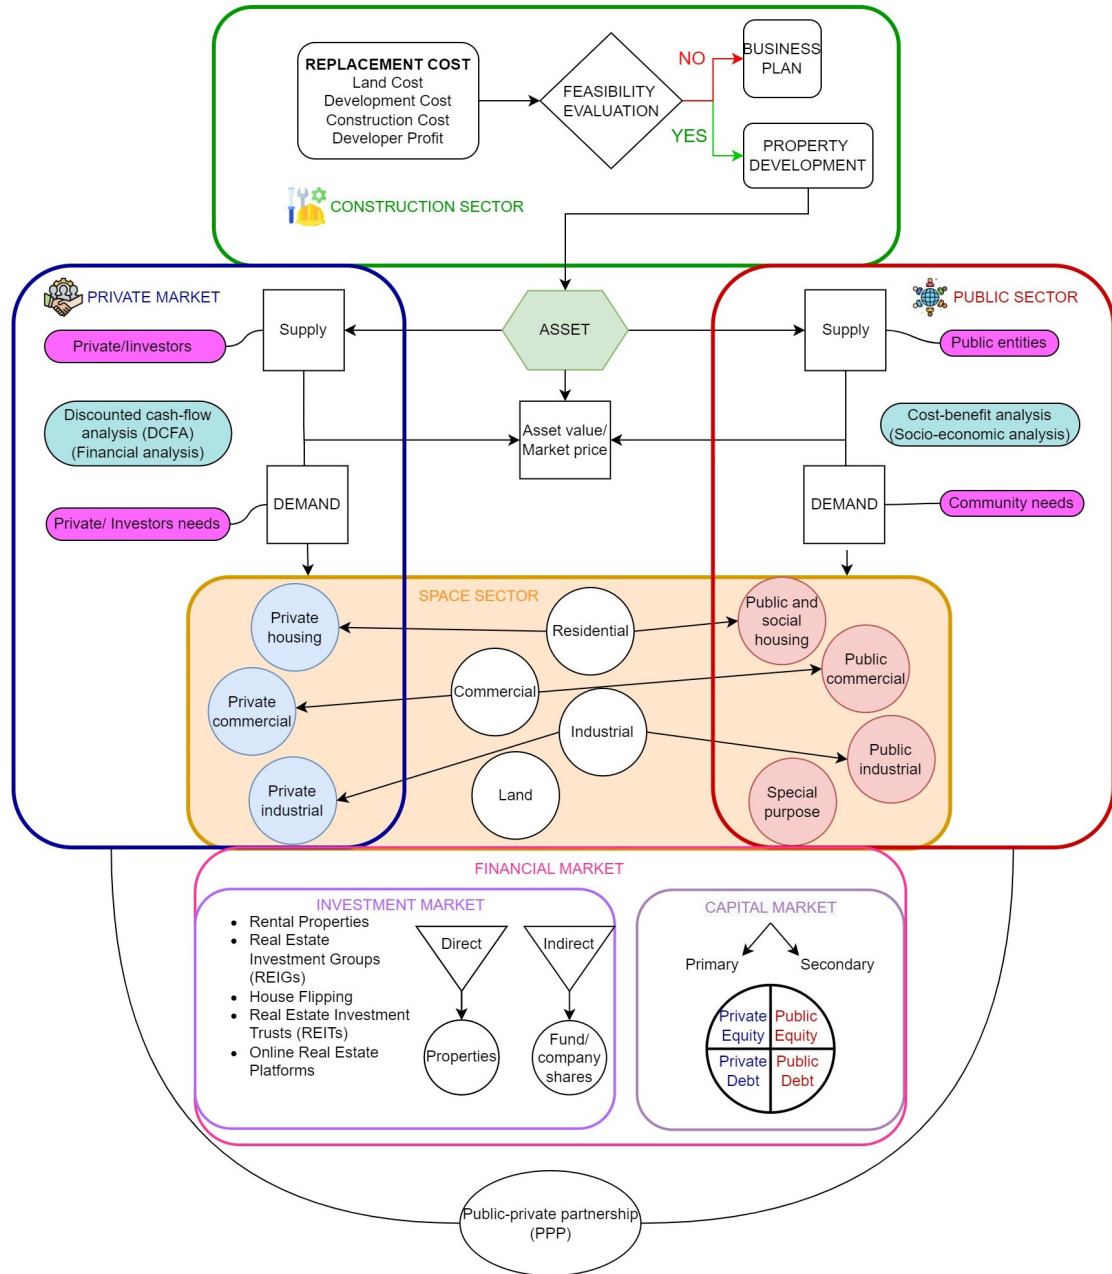 REPLACEMENT COST
Land Cost
Development Cost
Construction Cost
Developer Profit
FEASIBILITY
EVALUATION
NO
YES
BUSINESS
PLAN
PROPERTY
DEVELOPMENT
CONSTRUCTION SECTOR
PRIVATE MARKET
Supply
Private/Iinvestors
Discounted cash-flow
analysis (DCFA)
(Financial analysis)
DEMAND
Private/ Investors needs
ASSET
Asset value/
Market price
PUBLIC SECTOR
Supply
Public entities
Cost-benefit analysis
(Socio-economic analysis)
DEMAND
Community needs
SPACE SECTOR
Private
housing
Residential
Public and
social
housing
Private
commercial
Commercial
Public
commercial
Industrial
Private
industrial
Public
industrial
Land
Special
purpose
FINANCIAL MARKET
INVESTMENT MARKET
• Rental Properties
• Real Estate
Investment Groups
(REIGs)
• House Flipping
• Real Estate Investment
Trusts (REITs)
• Online Real Estate
Platforms
Direct
Properties
Indirect
Fund/
company
shares
CAPITAL MARKET
Primary
Secondary
Private
Equity
Public
Equity
Private
Debt
Public
Debt
Public-private partnership
(PPP)